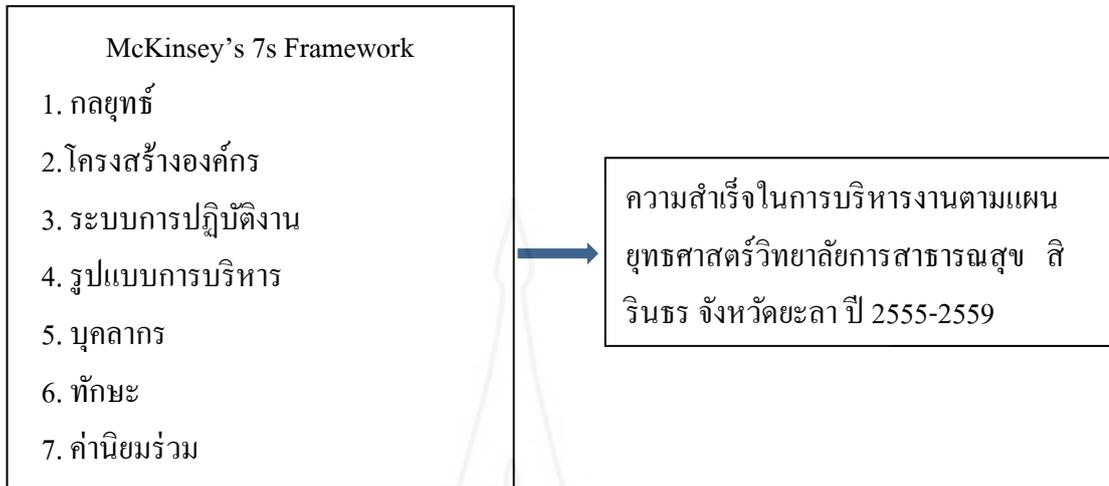 McKinsey’s 7s Framework
1. กลยุทธ์
2.โครงสร้างองค์กร
3. ระบบการปฏิบัติงาน
4. รูปแบบการบริหาร
5. บุคลากร
6. ทักษะ
7. ค่านิยมร่วม
ความสำเร็จในการบริหารงานตามแผน
ยุทธศาสตร์วิทยาลัยการสาธารณสุข สิ
รินธร จังหวัดยะลา ปี 2555-2559